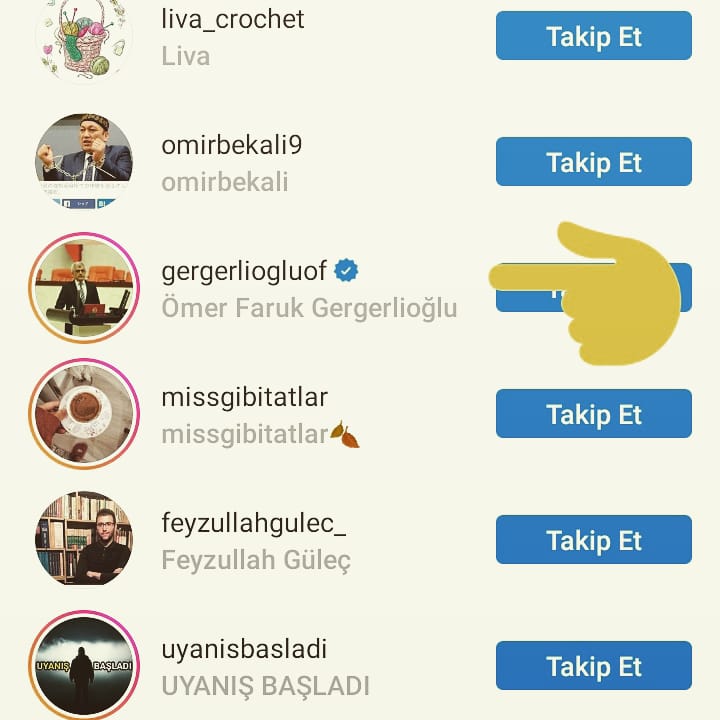 liva_crochet
Liva
Takip Et
omirbekali9
omirbekali
Takip Et
gergerliogluof
Ömer Faruk Gergerlioğlu
missgibitatlar
missgibitatlar
Takip Et
feyzullahgulec_
Feyzullah Güleç
Takip Et
UYANIŞ BAŞLADI
uyanisbasladi
UYANIŞ BAŞLADI
Takip Et